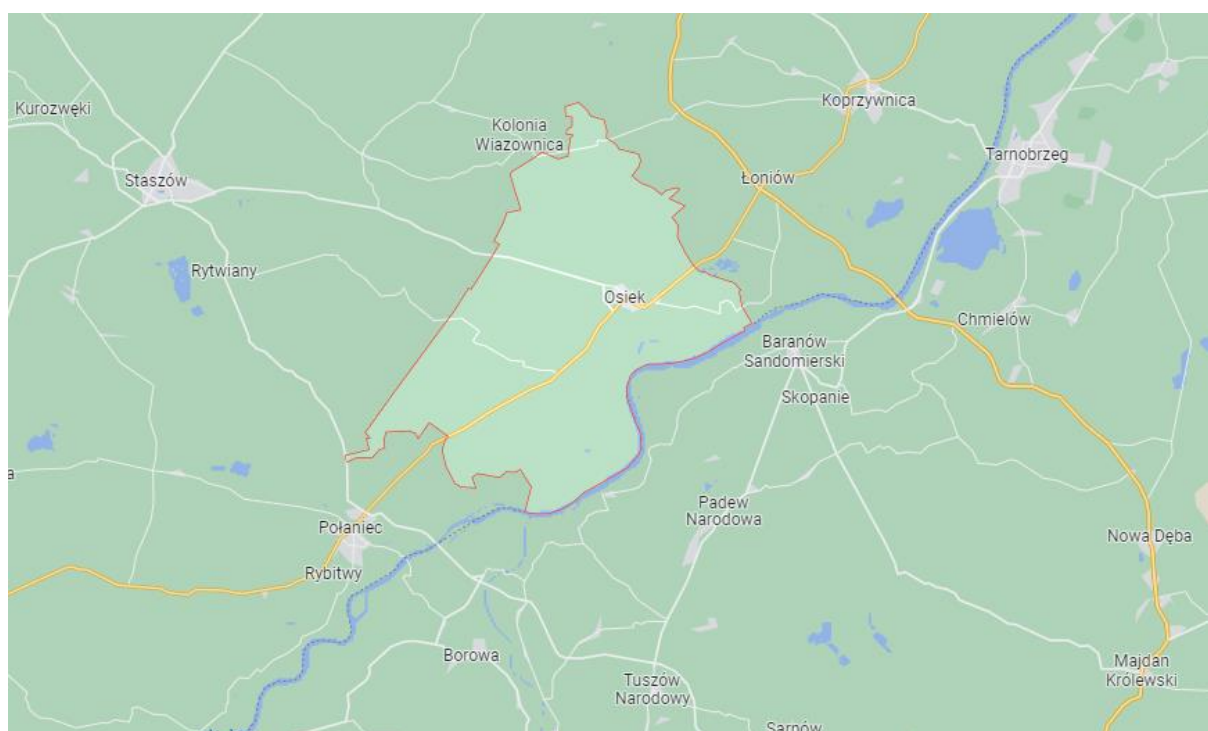 Kurozwęki
Kolonia
Wiazownica
Koprzywnica
Tarnobrzeg
Staszów
Łoniów
Rytwiany
Osiek
Chmielów
Baranów
Sandomierski
Skopanie
a
Padew
Narodowa
Połaniec
Nowa Dęba
Rybitwy
Borowa
Tuszów
Narodowy
Majdan
Królewski
Sarnów